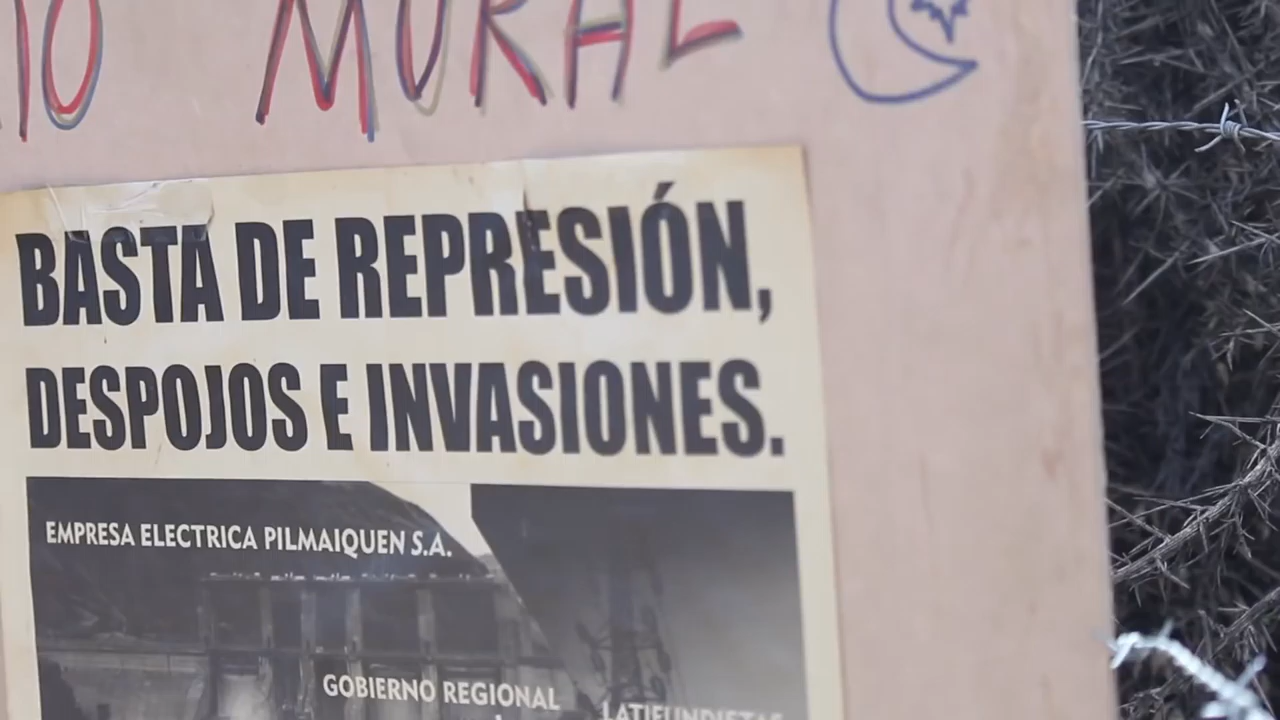 MURAL
BASTA DE REPRESIÓN,
DESPOJOS E INVASIONES.
EMPRESA ELECTRICA PILMAIQUEN S.A.
GOBIERNO REGIONAL